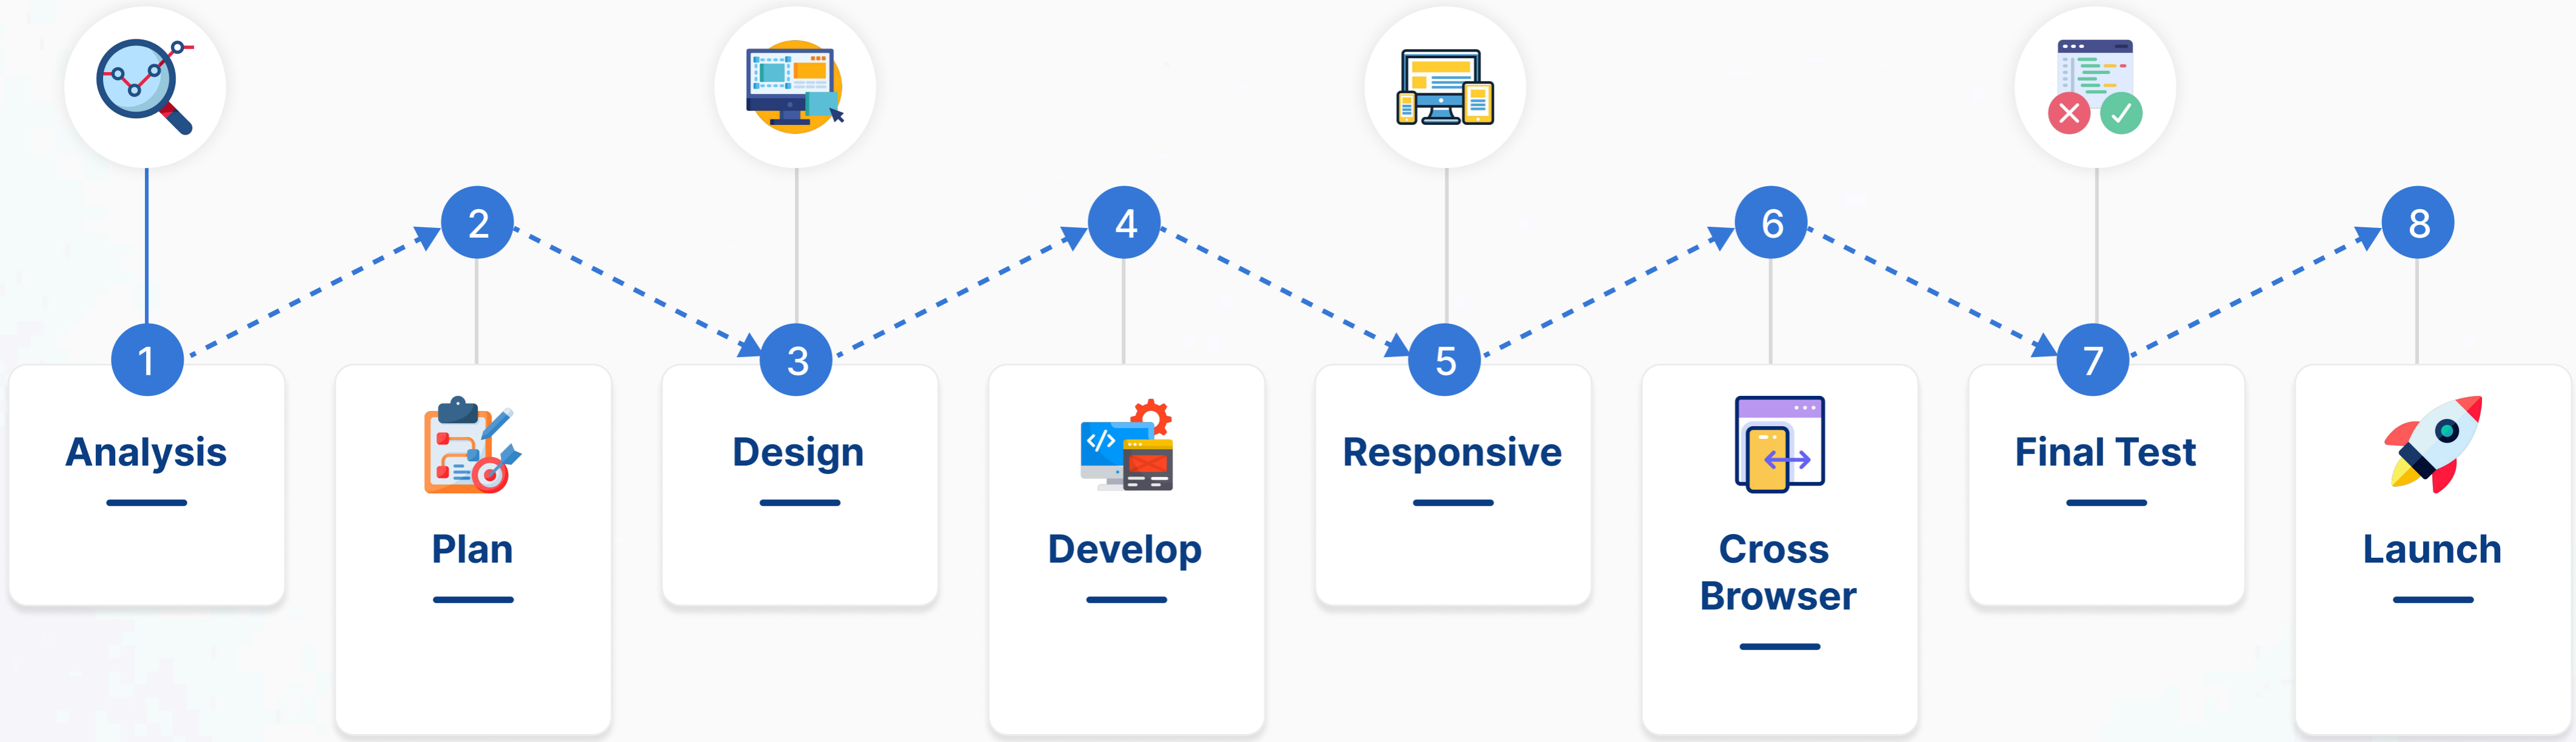 1
Analysis
2
Plan
3
Design
4
</>
Develop
5
Responsive
6
Cross
Browser
7
Final Test
8
Launch